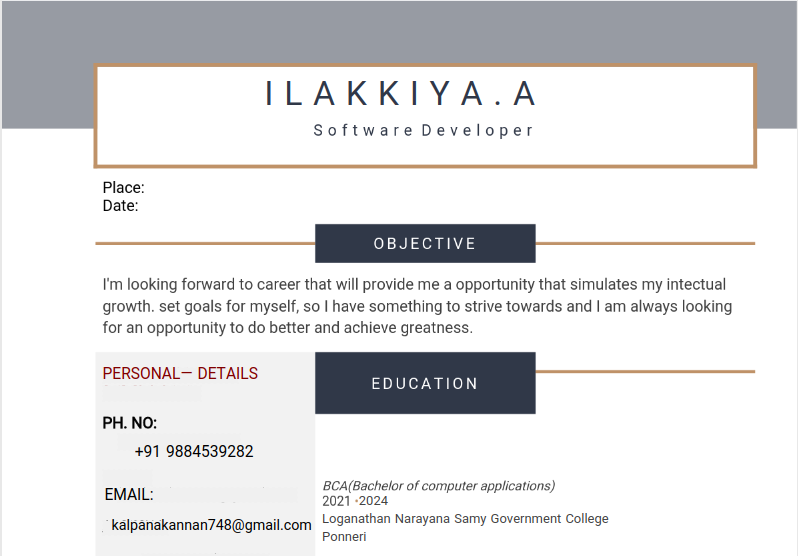 ILAKKIYA.A
Software Developer
Place:
Date:
OBJECTIVE
I'm looking forward to career that will provide me a opportunity that simulates my intectual
growth. set goals for myself, so I have something to strive towards and I am always looking
for an opportunity to do better and achieve greatness.
PERSONAL— DETAILS
PH. NO:
+91 9884539282
EMAIL:
kalpanakannan748@gmail.com
EDUCATION
BCA(Bachelor of computer applications)
2021 -2024
Loganathan Narayana Samy Government College
Ponneri